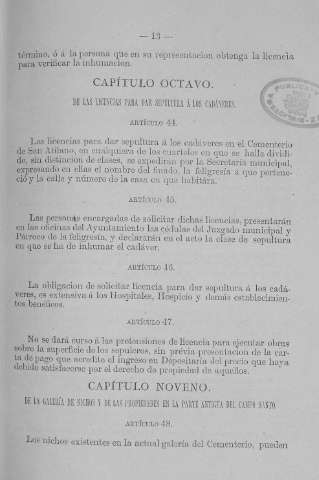 — 13 —
término, ó á la persona que en su representacion obtenga la licencia
para verificar la inhumacion.
CAPÍTULO OCTAVO.
DE LAS LICENCIAS PARA DAR SEPULTURA Á LOS CADÁVERES.
ARTÍCULO 44.
Las licencias para dar sepultura á los cadáveres en el Cementerio
de San Atilano, en cualquiera de los cuarteles en que se halla dividi-
do, sin distincion de clases, se expedirán por la Secretaría municipal,
expresando en ellas el nombre del finado, la feligresía á que pertene-
ció y la calle y número de la casa en que habitára.
ARTÍCULO 45.
Las personas encargadas de solicitar dichas licencias, presentarán
en las oficinas del Ayuntamiento las cédulas del Juzgado municipal y
Párroco de la feligresía, y declararán en el acto la clase de sepultura
en que se ha de inhumar el cadáver.
ARTÍCULO 46.
La obligacion de solicitar licencia para dar sepultura á los cadá-
veres, es extensiva á los Hospitales, Hospicio y demás establecimien-
tos benéficos.
ARTÍCULO 47.
No se dará curso á las pretensiones de licencia para ejecutar obras
sobre la superficie de los sepulcros, sin prévia presentacion de la car-
ta de pago que acredite el ingreso en Depositaría del precio que haya
debido satisfacerse por el derecho de propiedad de aquellos.
CAPÍTULO NOVENO.
DE LA GALERÍA DE NICHOS Y DE LAS PROPIEDADES EN LA PARTE ANTIGUA DEL CAMPO SANTO.
ARTÍCULO 48.
Los nichos existentes en la actual galería del Cementerio, pueden